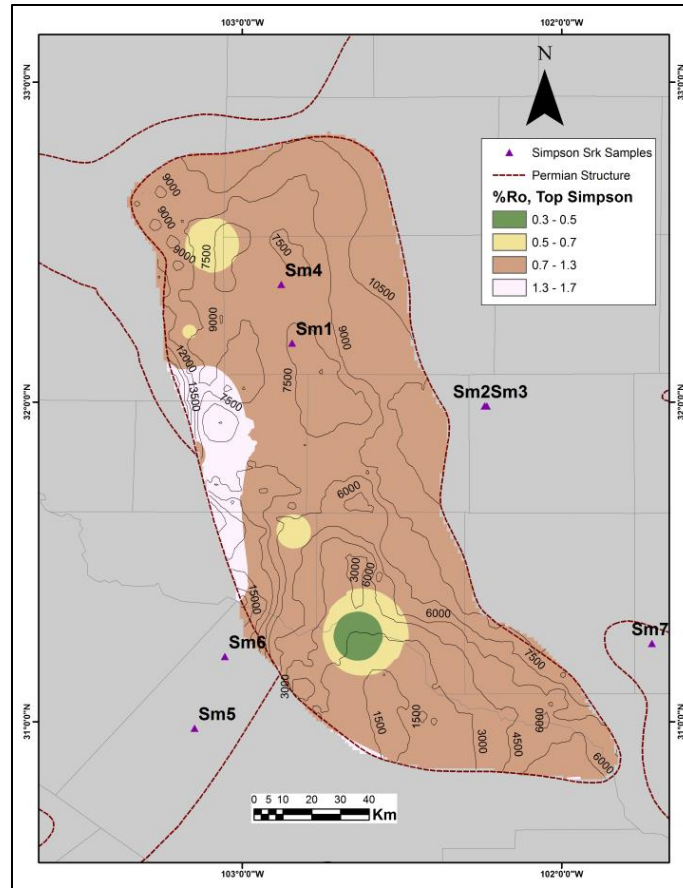 103°0'0"W
102°0'0"W
33°0'0"N
33°0'0"N
N
Simpson Srk Samples
Permian Structure
%Ro, Top Simpson
0.3 - 0.5
0.5 - 0.7
0.7 - 1.3
1.3 - 1.7
9000
9000
9000
7500
7500
10500
Sm4
9000
9000
Sm1
12000
7500
13500
7500
32°0'0"N
32°0'0"N
Sm2Sm3
6000
3000
6000
15000
6000
Sm6
7500
Sm7
3000
Sm5
1500
1500
3000
4500
6000
6000
31°0'0"N
31°0'0"N
0 5 10 20 30 40
Km
103°0'0"W
102°0'0"W